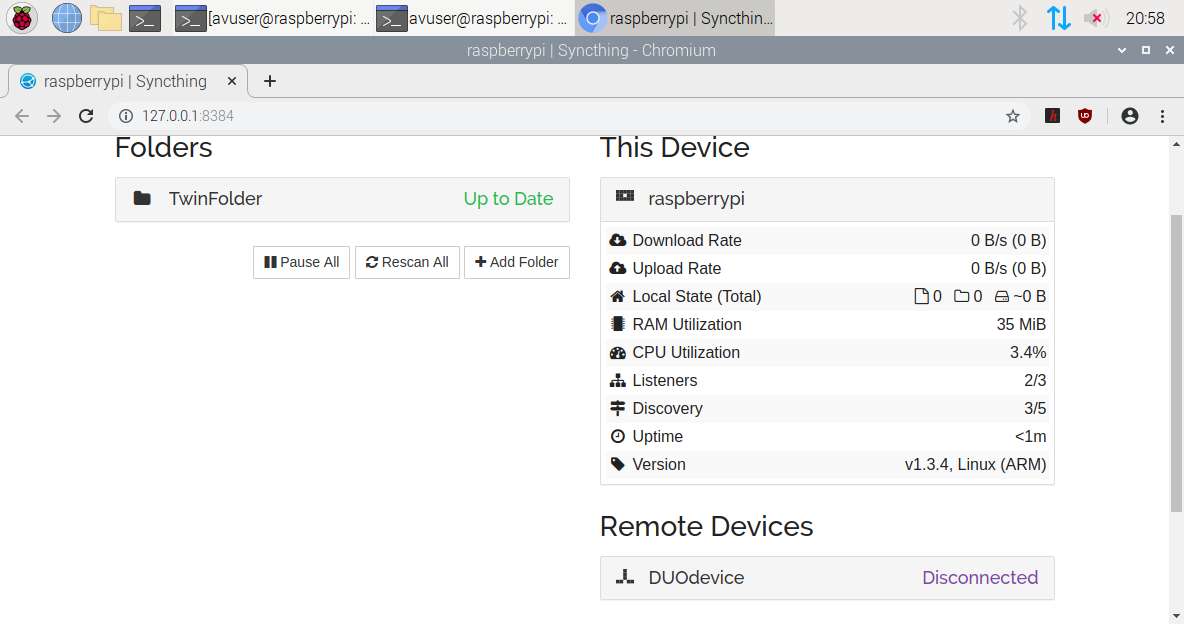 [avuser@raspberrypi: ... avuser@raspberrypi: ... raspberrypi | Syncthin... 20:58
raspberrypi | Syncthing - Chromium
raspberrypi | Syncthing
127.0.0.1:8384
Folders
TwinFolder Up to Date
Pause All Rescan All Add Folder
This Device
raspberrypi
Download Rate 0 B/s (0 B)
Upload Rate 0 B/s (0 B)
Local State (Total) 0 0 ~0 B
RAM Utilization 35 MiB
CPU Utilization 3.4%
Listeners 2/3
Discovery 3/5
Uptime <1m
Version v1.3.4, Linux (ARM)
Remote Devices
DUOdevice Disconnected